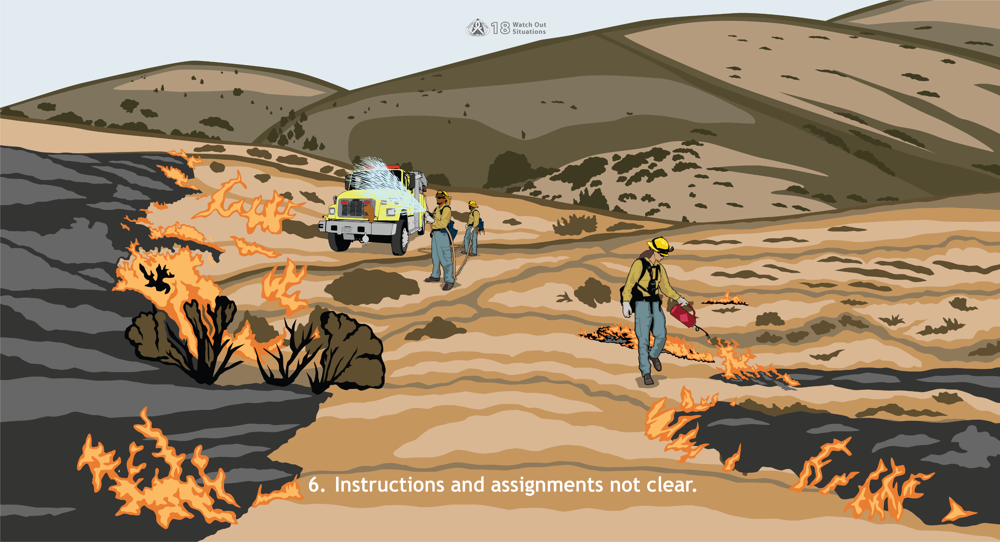 18 Watch Out
Situations
6. Instructions and assignments not clear.